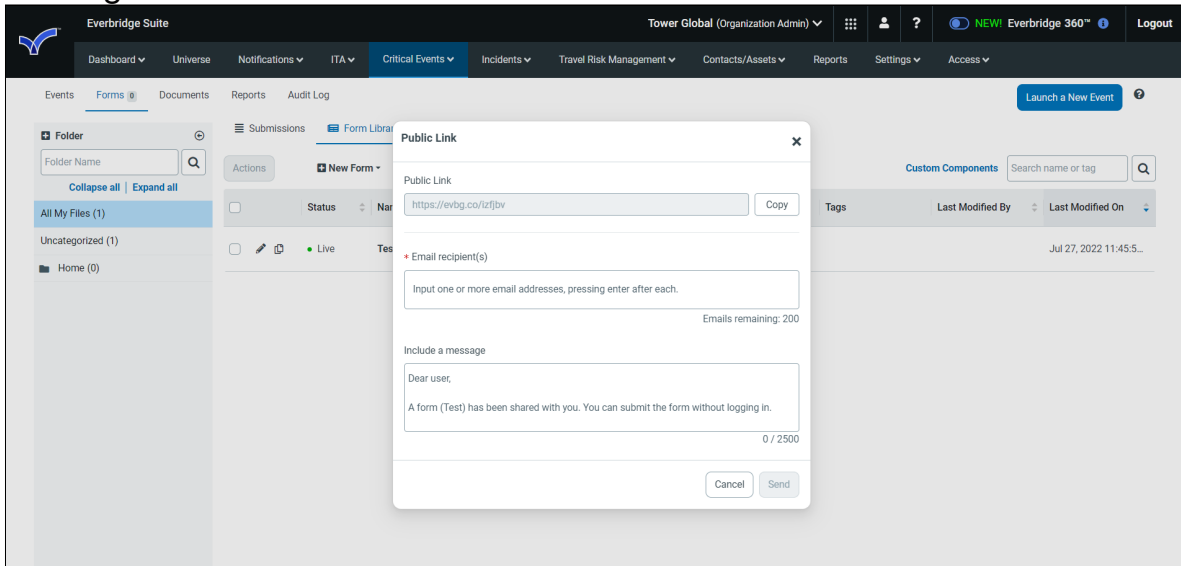 Everbridge Suite
Tower Global (Organization Admin)
?
NEW! Everbridge 360™
Logout
Dashboard
Universe
Notifications
ITA
Critical Events
Incidents
Travel Risk Management
Contacts/Assets
Reports
Settings
Access
Events
Forms 0
Documents
Reports
Audit Log
Launch a New Event
?
Folder
Folder Name
Collapse all | Expand all
All My Files (1)
Uncategorized (1)
Home (0)
Submissions
Form Librar
Actions
New Form
Custom Components
Search name or tag
Status
Nar
Tags
Last Modified By
Last Modified On
Live
Tes
Jul 27, 2022 11:45:5...
Public Link
Public Link
https://evbg.co/izfjbv
Copy
* Email recipient(s)
Input one or more email addresses, pressing enter after each.
Emails remaining: 200
Include a message
Dear user,
A form (Test) has been shared with you. You can submit the form without logging in.
0 / 2500
Cancel
Send